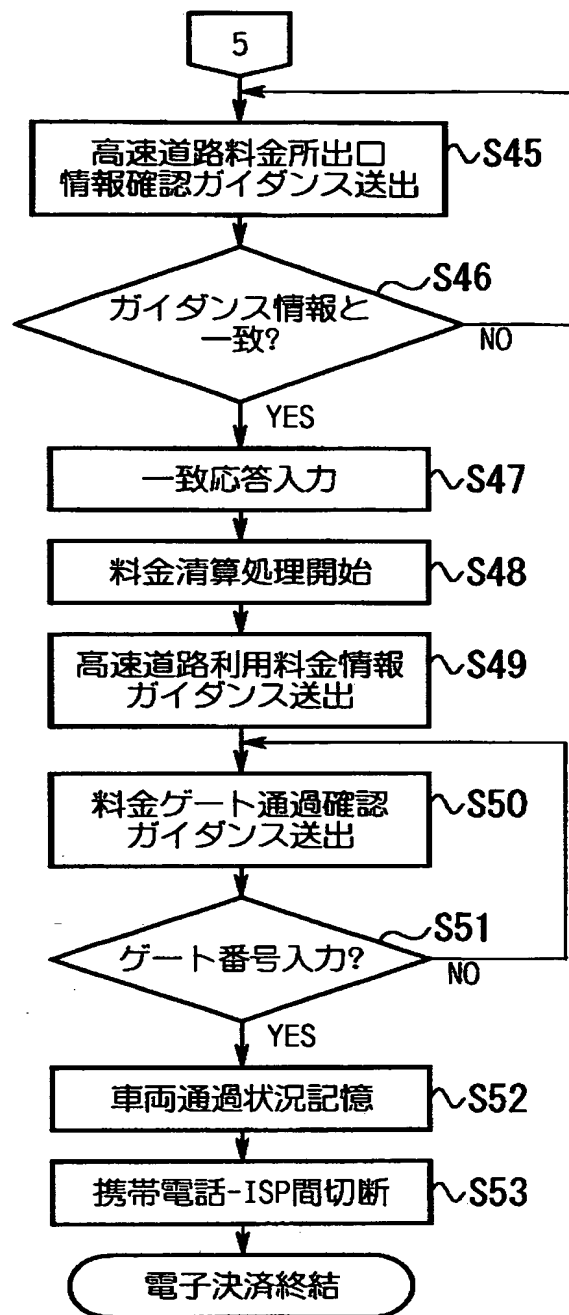 5
高速道路料金所出口
情報確認ガイダンス送出
S45
ガイダンス情報と
一致?
S46
NO
YES
一致応答入力
S47
料金清算処理開始
S48
高速道路利用料金情報
ガイダンス送出
S49
料金ゲート通過確認
ガイダンス送出
S50
ゲート番号入力?
S51
NO
YES
車両通過状況記憶
S52
携帯電話-ISP間切断
S53
電子決済終結